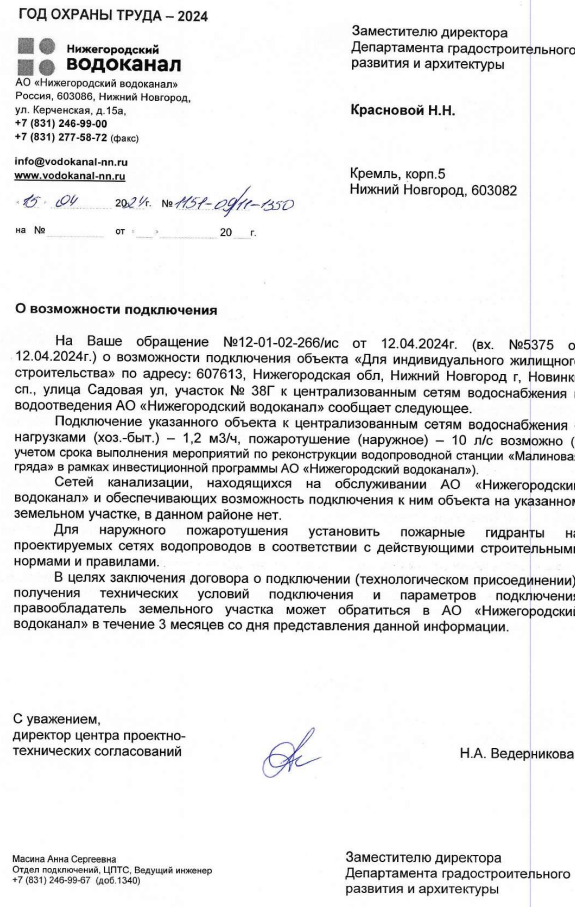 ГОД ОХРАНЫ ТРУДА – 2024
Нижегородский
ВОДОКАНАЛ
АО «Нижегородский водоканал»
Россия, 603086, Нижний Новгород,
ул. Керченская, д.15а,
+7 (831) 246-99-00
+7 (831) 277-58-72 (факс)
info@vodokanal-nn.ru
www.vodokanal-nn.ru
15 04 2024г. №
на № от «___» 20 г.
Заместителю директора
Департамента градостроительного
развития и архитектуры
Красновой Н.Н.
Кремль, корп.5
Нижний Новгород, 603082
О возможности подключения
На Ваше обращение №12-01-02-266/ис от 12.04.2024г. (вх. №5375 о
12.04.2024г.) о возможности подключения объекта «Для индивидуального жилищног
строительства» по адресу: 607613, Нижегородская обл, Нижний Новгород г, Новинк
сп., улица Садовая ул, участок № 38Г к централизованным сетям водоснабжения
водоотведения АО «Нижегородский водоканал» сообщает следующее.
Подключение указанного объекта к централизованным сетям водоснабжения
нагрузками (хоз.-быт.) – 1,2 м3/ч, пожаротушение (наружное) – 10 л/с возможно (
учетом срока выполнения мероприятий по реконструкции водопроводной станции «Малиновая
гряда» в рамках инвестиционной программы АО «Нижегородский водоканал»).
Сетей канализации, находящихся на обслуживании АО «Нижегородский
водоканал» и обеспечивающих возможность подключения к ним объекта на указанном
земельном участке, в данном районе нет.
Для наружного пожаротушения установить пожарные гидранты на
проектируемых сетях водопроводов в соответствии с действующими строительным
нормами и правилами.
В целях заключения договора о подключении (технологическом присоединении)
получения технических условий подключения и параметров подключения
правообладатель земельного участка может обратиться в АО «Нижегородский
водоканал» в течение 3 месяцев со дня представления данной информации.
С уважением,
директор центра проектно-
технических согласований
Н.А. Ведерникова
Масина Анна Сергеевна
Отдел подключений, ЦПТС, Ведущий инженер
+7 (831) 246-99-67 (доб.1340)
Заместителю директора
Департамента градостроительного
развития и архитектуры